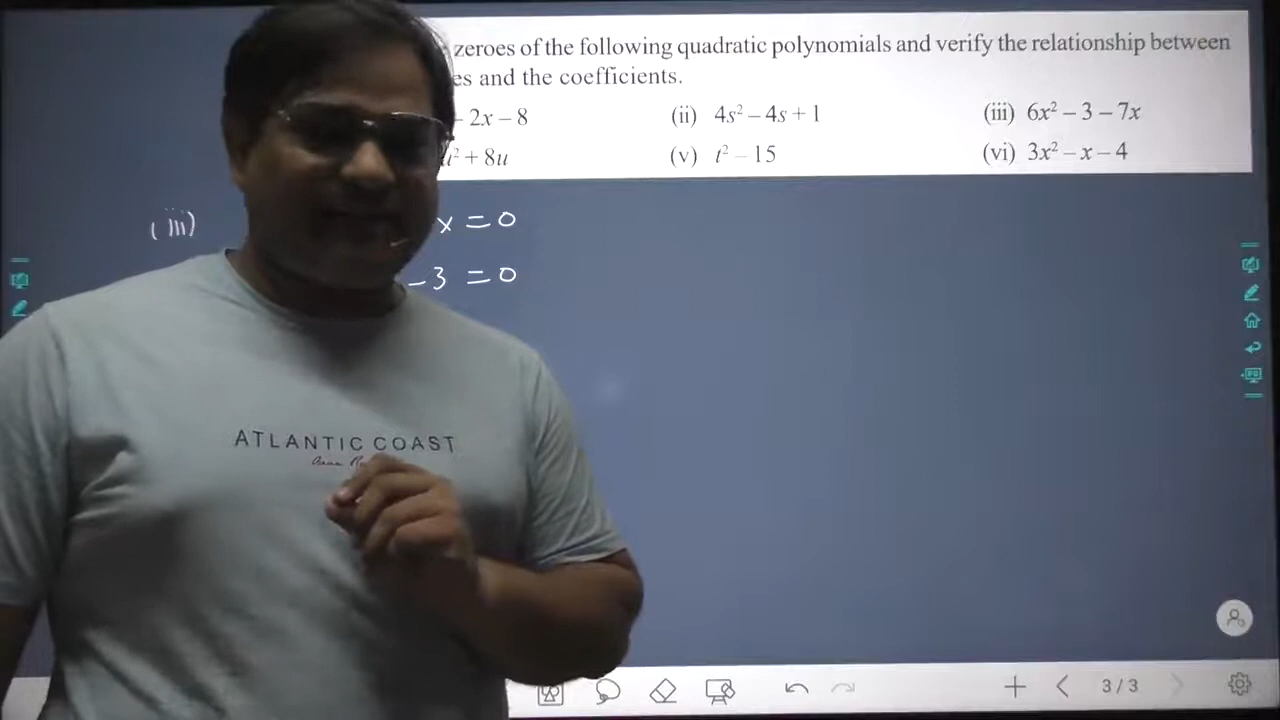 zeroes of the following quadratic polynomials and verify the relationship between
es and the coefficients.
- 2x – 8 (ii) 4s² – 4s + 1 (iii) 6x² – 3 – 7x
u² + 8u (v) t² – 15 (vi) 3x² – x – 4
(iii) x = 0
– 3 = 0
ATLANTIC COAST
3 / 3